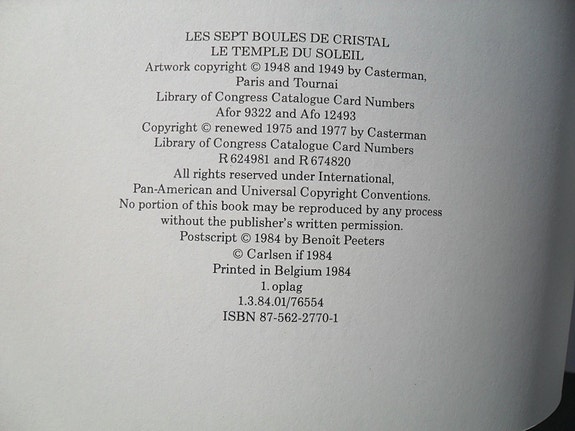 LES SEPT BOULES DE CRISTAL
LE TEMPLE DU SOLEIL
Artwork copyright © 1948 and 1949 by Casterman,
Paris and Tournai
Library of Congress Catalogue Card Numbers
Afor 9322 and Afo 12493
Copyright © renewed 1975 and 1977 by Casterman
Library of Congress Catalogue Card Numbers
R 624981 and R 674820
All rights reserved under International,
Pan-American and Universal Copyright Conventions.
No portion of this book may be reproduced by any process
without the publisher's written permission.
Postscript © 1984 by Benoit Peeters
© Carlsen if 1984
Printed in Belgium 1984
1. oplag
1.3.84.01/76554
ISBN 87-562-2770-1